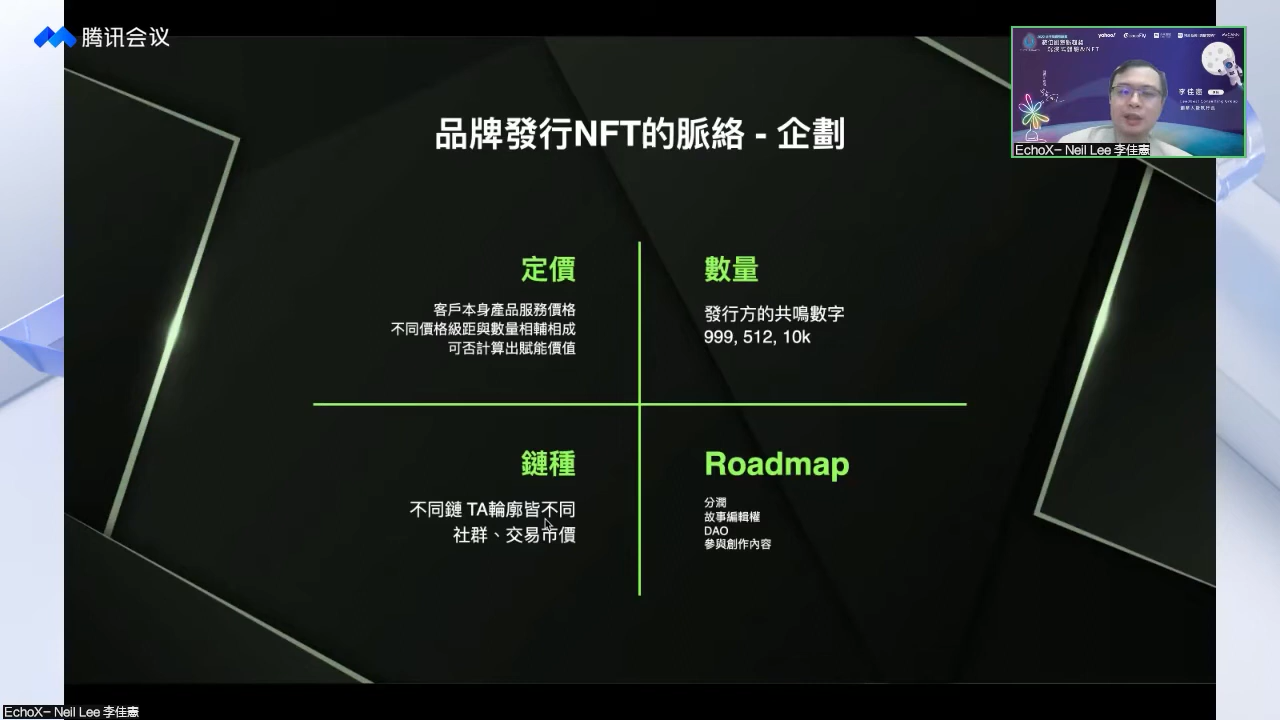 腾讯会议
品牌發行NFT的脈絡 - 企劃
定價
客戶本身產品服務價格
不同價格級距與數量相輔相成
可否計算出賦能價值
數量
發行方的共鳴數字
999, 512, 10k
鏈種
不同鏈 TA輪廓皆不同
社群、交易市價
Roadmap
分潤
故事編輯權
DAO
參與創作內容
yahoo!
李佳憲
EchoX- Neil Lee 李佳憲
EchoX- Neil Lee 李佳憲